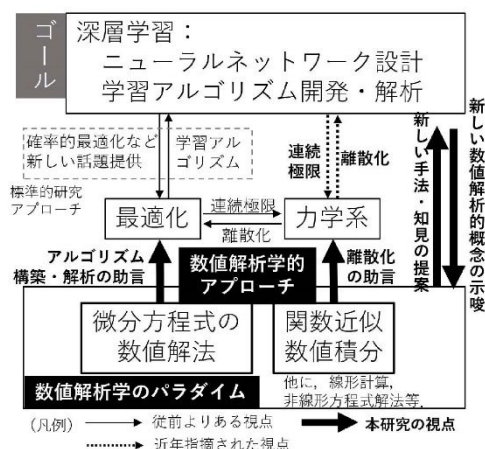 ゴール
深層学習：
ニューラルネットワーク設計
学習アルゴリズム開発・解析
確率的最適化など
新しい話題提供
学習アル
ゴリズム
連続
極限
離散化
標準的研究
アプローチ
最適化
連続極限
離散化
力学系
新しい手法・知見の提案
新しい数値解析的概念の示唆
アルゴリズム
構築・解析の助言
数値解析学的
アプローチ
離散化
の助言
微分方程式の
数値解法
関数近似
数値積分
数値解析学のパラダイム
他に，線形計算，
非線形方程式解法等，
(凡例)
従前よりある視点
本研究の視点
近年指摘された視点